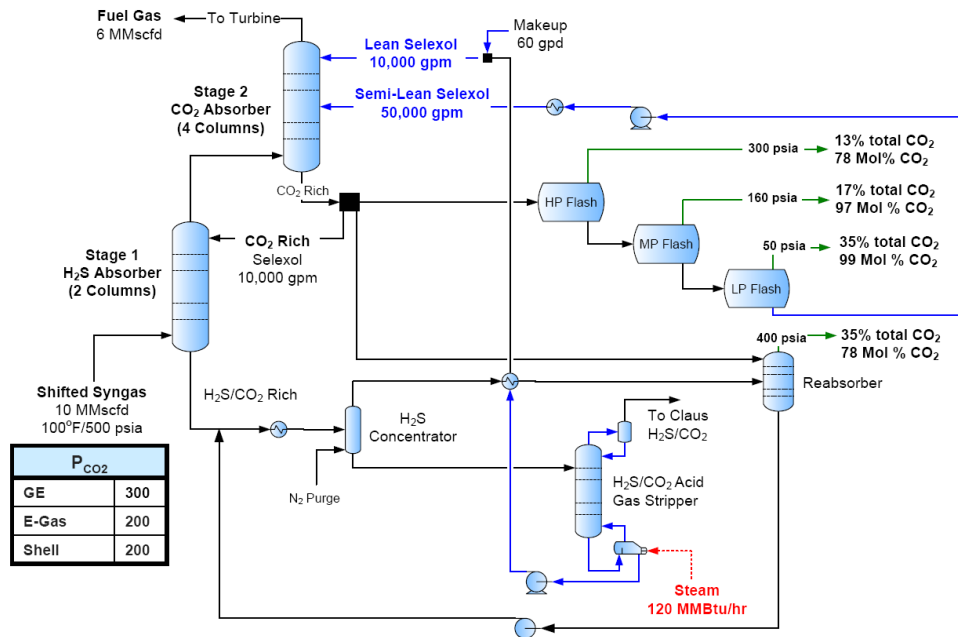 Fuel Gas
6 MMscfd
To Turbine
Lean Selexol
10,000 gpm
Makeup
60 gpd
Stage 2
CO₂ Absorber
(4 Columns)
Semi-Lean Selexol
50,000 gpm
300 psia
13% total CO₂
78 Mol% CO₂
CO₂ Rich
HP Flash
160 psia
17% total CO₂
97 Mol % CO₂
MP Flash
CO₂ Rich
Selexol
10,000 gpm
50 psia
35% total CO₂
99 Mol % CO₂
Stage 1
H₂S Absorber
(2 Columns)
LP Flash
400 psia
35% total CO₂
78 Mol % CO₂
Reabsorber
Shifted Syngas
10 MMscfd
100°F/500 psia
H₂S/CO₂ Rich
H₂S
Concentrator
To Claus
H₂S/CO₂
N₂ Purge
H₂S/CO₂ Acid
Gas Stripper
P CO2
GE 300
E-Gas 200
Shell 200
Steam
120 MMBtu/hr